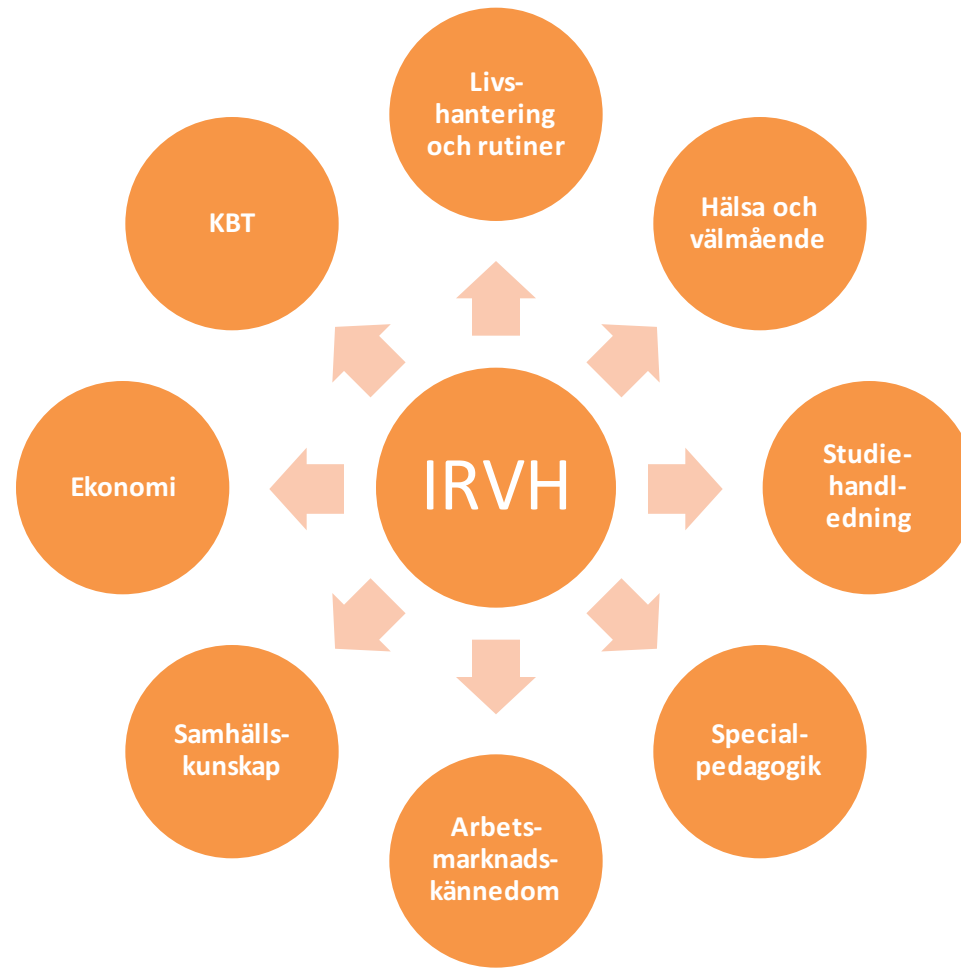 Livs-
hantering
och rutiner
Hälsa och
välmående
Studie-
handl-
edning
Special-
pedagogik
Arbets-
marknads-
kännedom
Samhälls-
kunskap
Ekonomi
KBT
IRVH